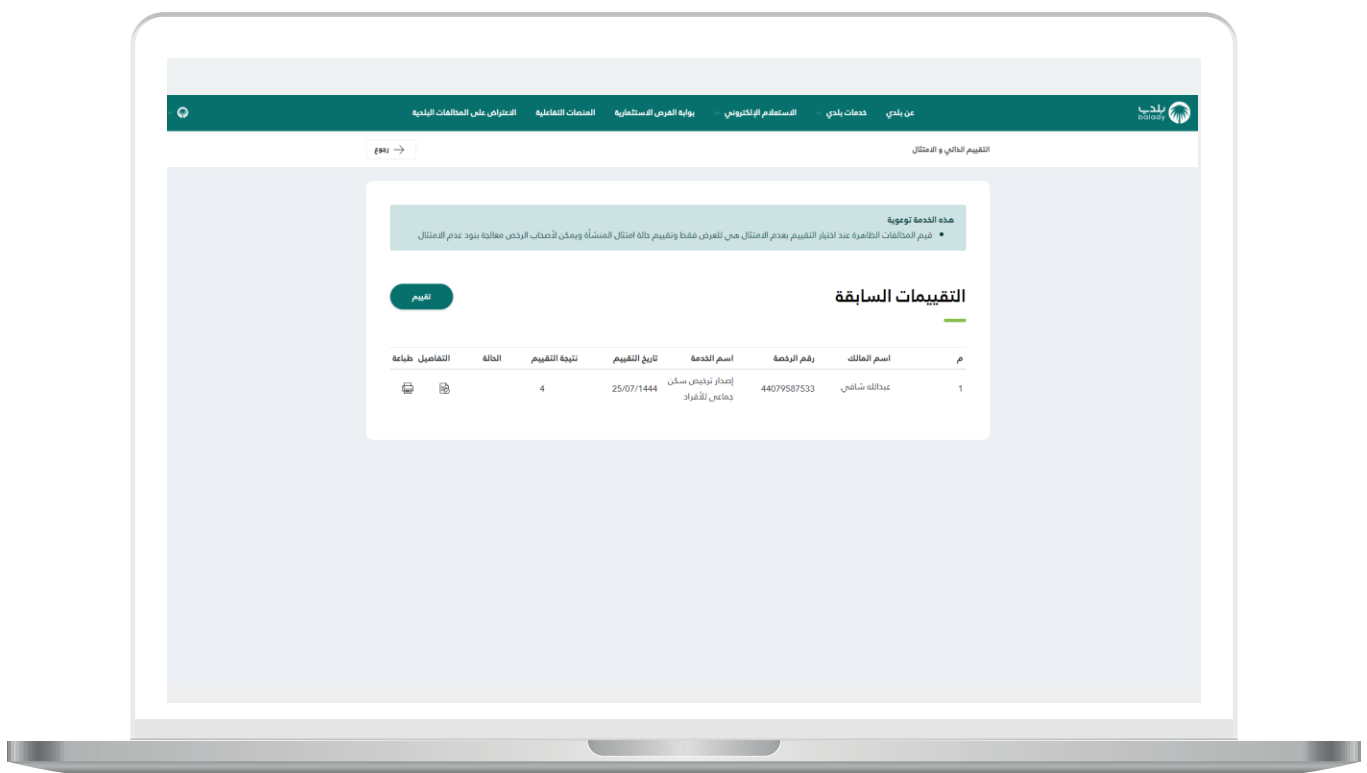 بلدي
balady
عن بلدي خدمات بلدي الاستعلام الإلكتروني بوابة الفرص الاستثمارية المنصات التفاعلية الاعتراض على المخالفات البلدية
التقييم الذاتي و الامتثال
رجوع
هذه الخدمة توعوية
قيم المخالفات الظاهرة عند اختيار التقييم بعدم الامتثال هي للعرض فقط وتقييم حالة امتثال المنشأة ويمكن لأصحاب الرخص معالجة بنود عدم الامتثال
التقييمات السابقة
تقييم
م اسم المالك رقم الرخصة اسم الخدمة تاريخ التقييم نتيجة التقييم الحالة التفاصيل طباعة
1 عبدالله شافي 44079587533 إصدار ترخيص سكن 25/07/1444 4
جماعي للأفراد